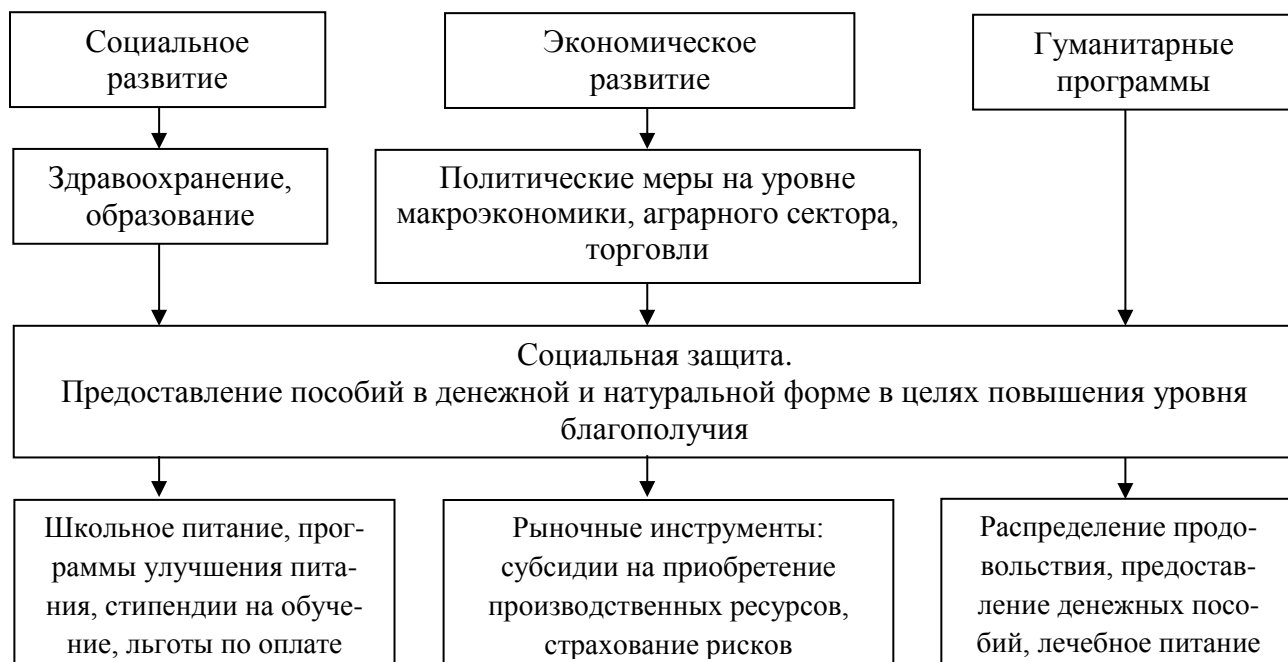 Социальное
развитие
Экономическое
развитие
Гуманитарные
программы
Здравоохранение,
образование
Политические меры на уровне
макроэкономики, аграрного сектора,
торговли
Социальная защита.
Предоставление пособий в денежной и натуральной форме в целях повышения уровня
благополучия
Школьное питание, прог-
раммы улучшения пита-
ния, стипендии на обуче-
ние, льготы по оплате
Рыночные инструменты:
субсидии на приобретение
производственных ресурсов,
страхование рисков
Распределение продо-
вольствия, предостав-
ление денежных посо-
бий, лечебное питание